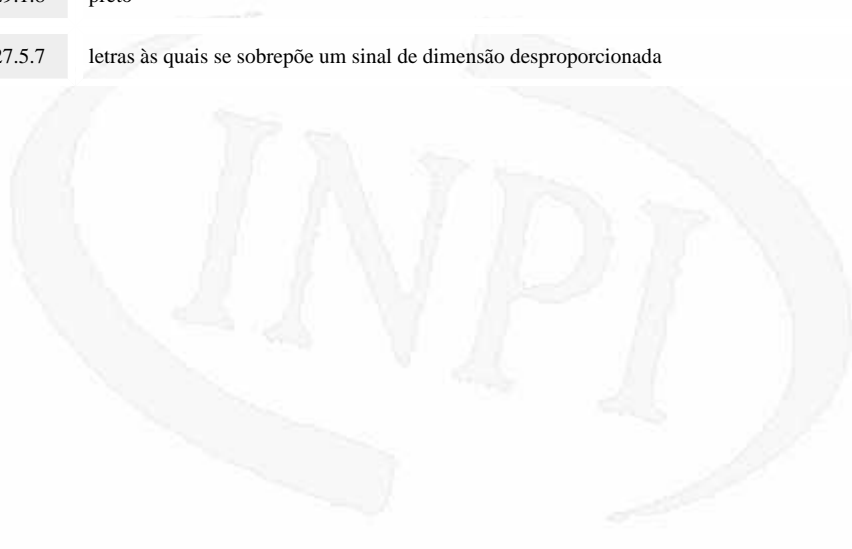 preto
27.5.7 letras às quais se sobrepõe um sinal de dimensão desproporcionada
INPI